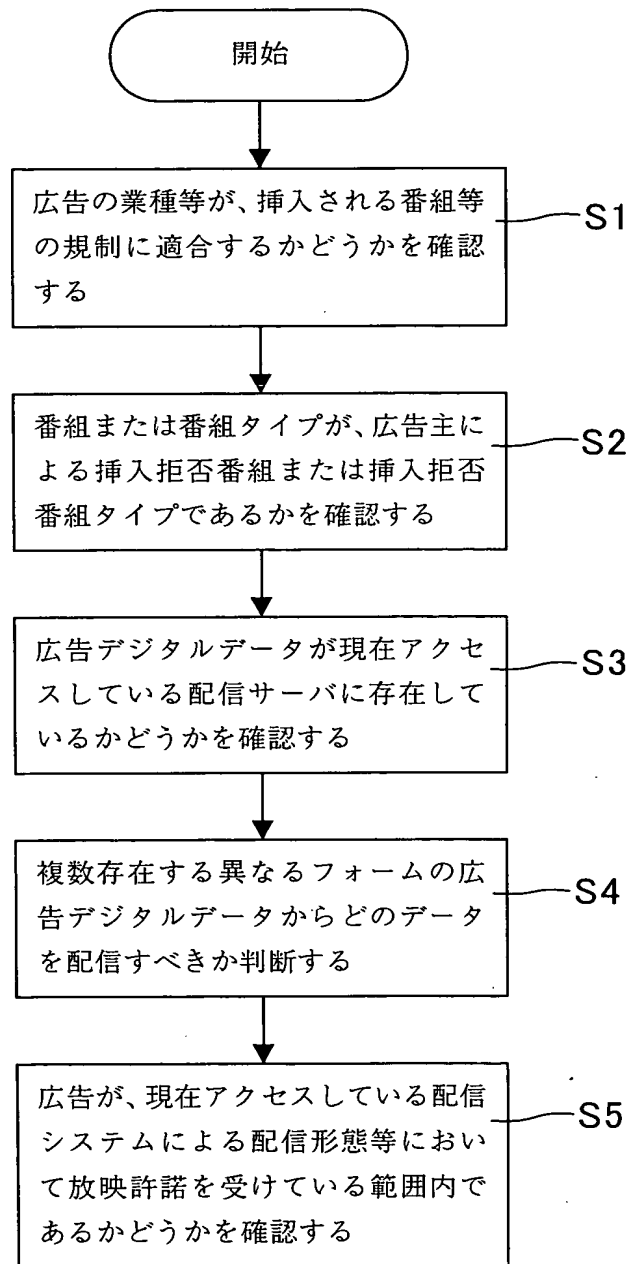 開始
広告の業種等が、挿入される番組等
の規制に適合するかどうかを確認
する
S1
番組または番組タイプが、広告主に
よる挿入拒否番組または挿入拒否
番組タイプであるかを確認する
S2
広告デジタルデータが現在アクセ
スしている配信サーバに存在して
いるかどうかを確認する
S3
複数存在する異なるフォームの広
告デジタルデータからどのデータ
を配信すべきか判断する
S4
広告が、現在アクセスしている配信
システムによる配信形態等におい
て放映許諾を受けている範囲内で
あるかどうかを確認する
S5